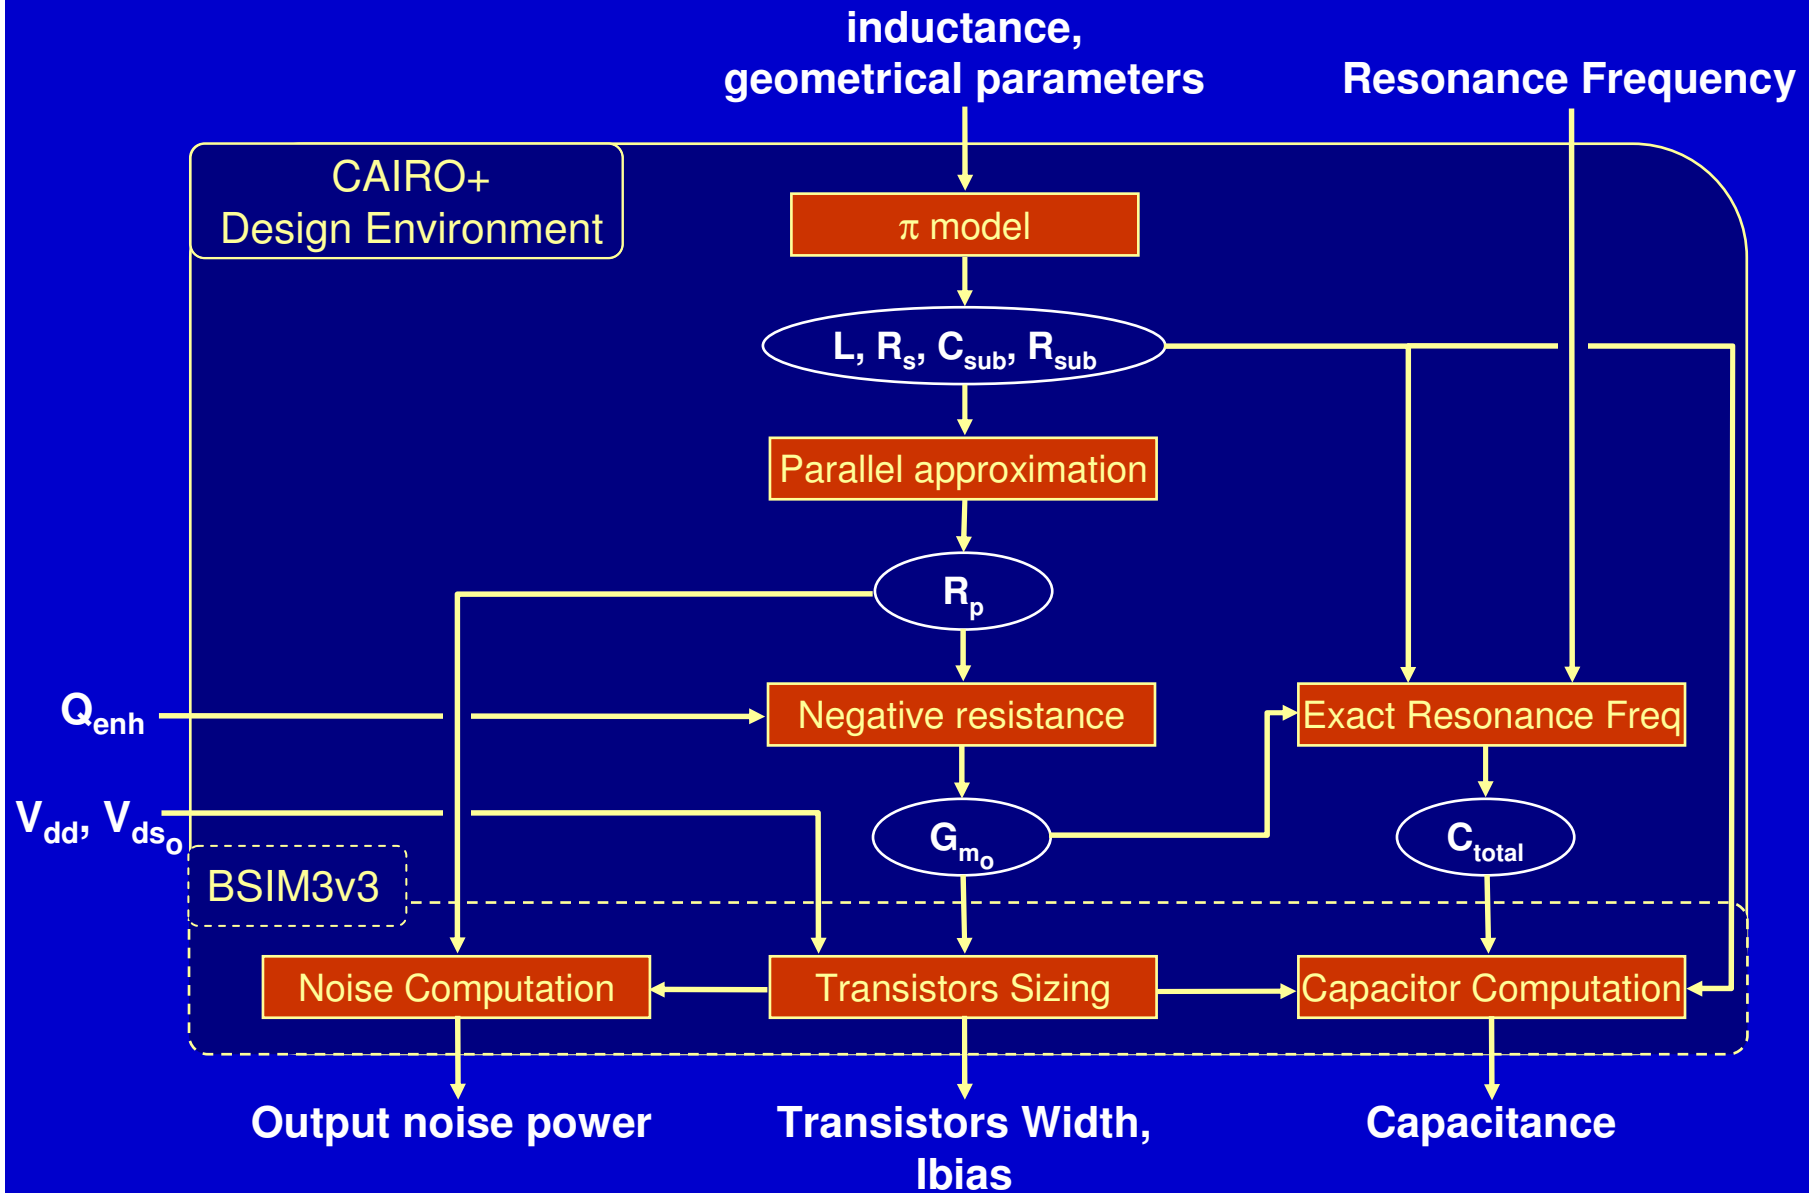 inductance,
geometrical parameters
Resonance Frequency
CAIRO+
Design Environment
π model
L, Rs, Csub, Rsub
Parallel approximation
Rp
Qenh
Negative resistance
Exact Resonance Freq
Vdd, Vdso
Gmo
Ctotal
BSIM3v3
Noise Computation
Transistors Sizing
Capacitor Computation
Output noise power
Transistors Width,
Ibias
Capacitance